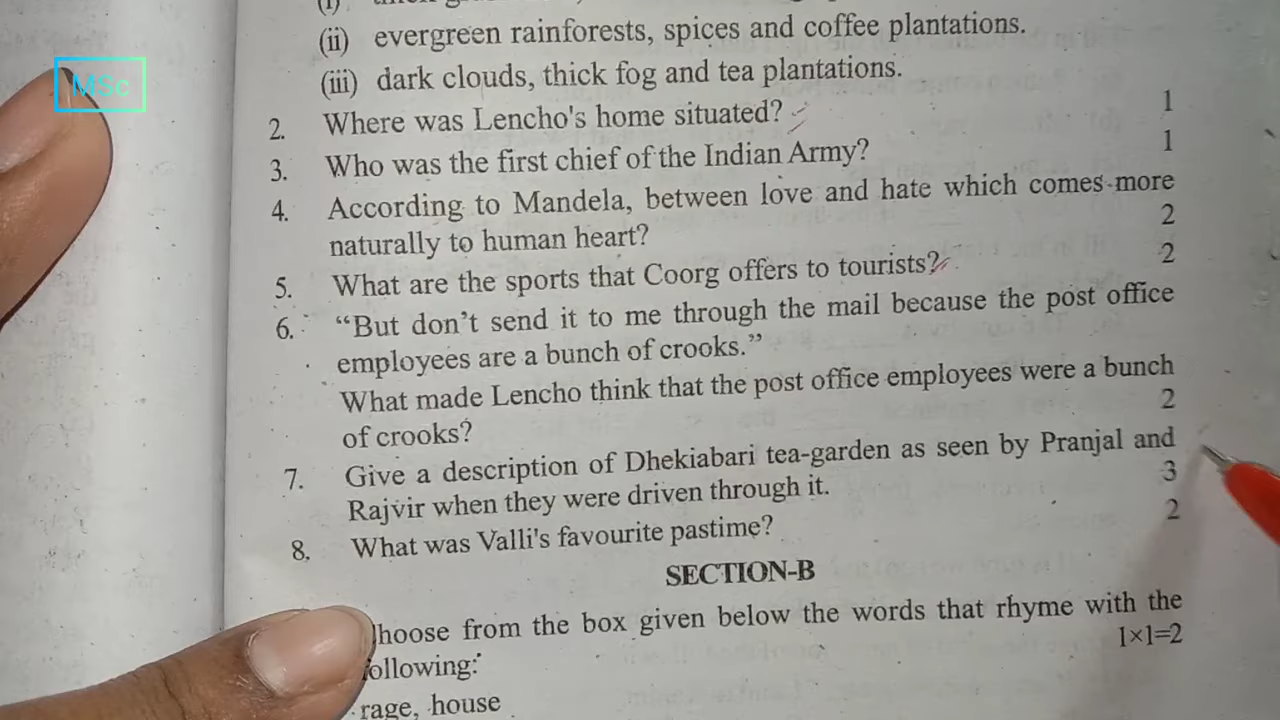 (i)
(ii) evergreen rainforests, spices and coffee plantations.
(iii) dark clouds, thick fog and tea plantations.
MSc
2. Where was Lencho's home situated? 1
3. Who was the first chief of the Indian Army? 1
4. According to Mandela, between love and hate which comes more
naturally to human heart? 2
5. What are the sports that Coorg offers to tourists? 2
6. “But don’t send it to me through the mail because the post office
employees are a bunch of crooks.”
What made Lencho think that the post office employees were a bunch
of crooks? 2
7. Give a description of Dhekiabari tea-garden as seen by Pranjal and
Rajvir when they were driven through it. 3
8. What was Valli's favourite pastime? 2
SECTION-B
hoose from the box given below the words that rhyme with the
ollowing: 1×1=2
rage, house